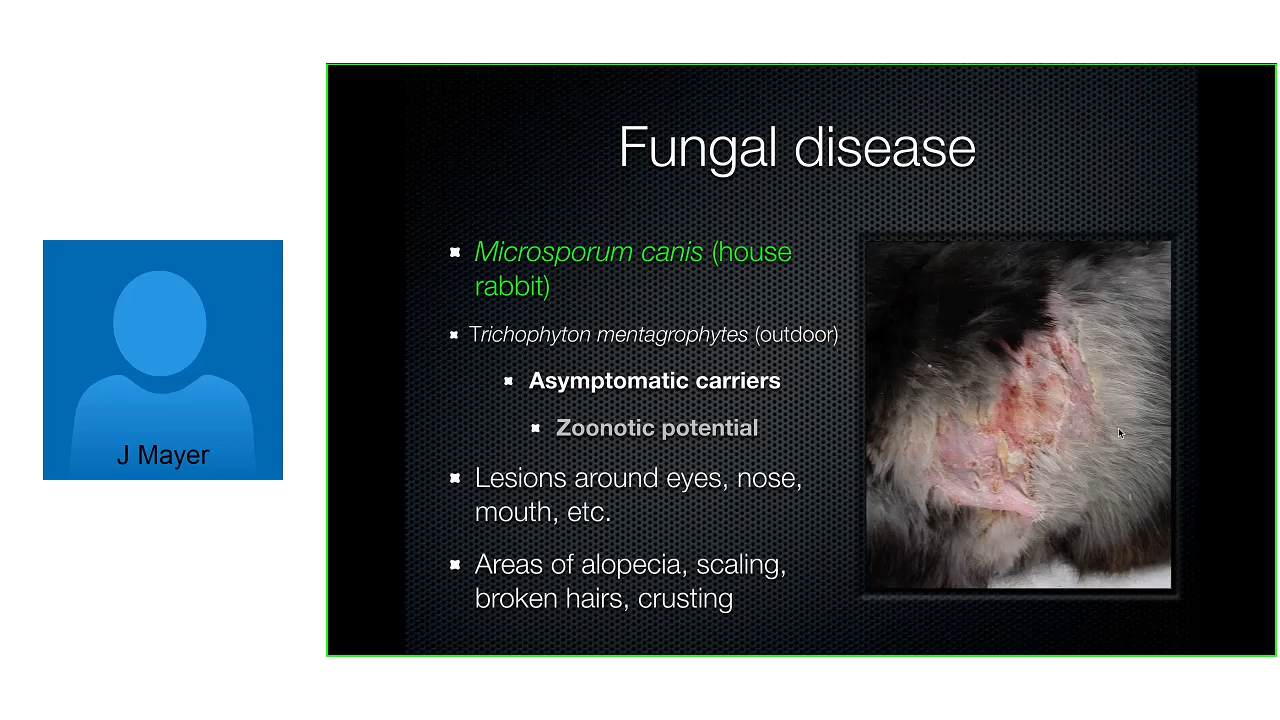 Fungal disease
Microsporum canis (house
rabbit)
Trichophyton mentagrophytes (outdoor)
Asymptomatic carriers
Zoonotic potential
Lesions around eyes, nose,
mouth, etc.
Areas of alopecia, scaling,
broken hairs, crusting
J Mayer